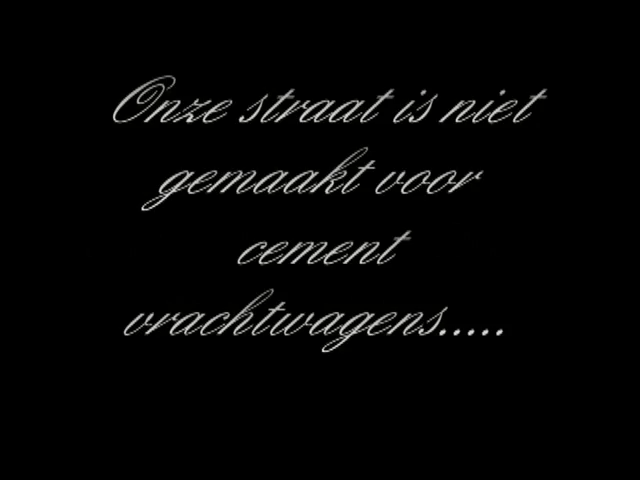 Onze straat is niet
gemaakt voor
cement
vrachtwagens.....